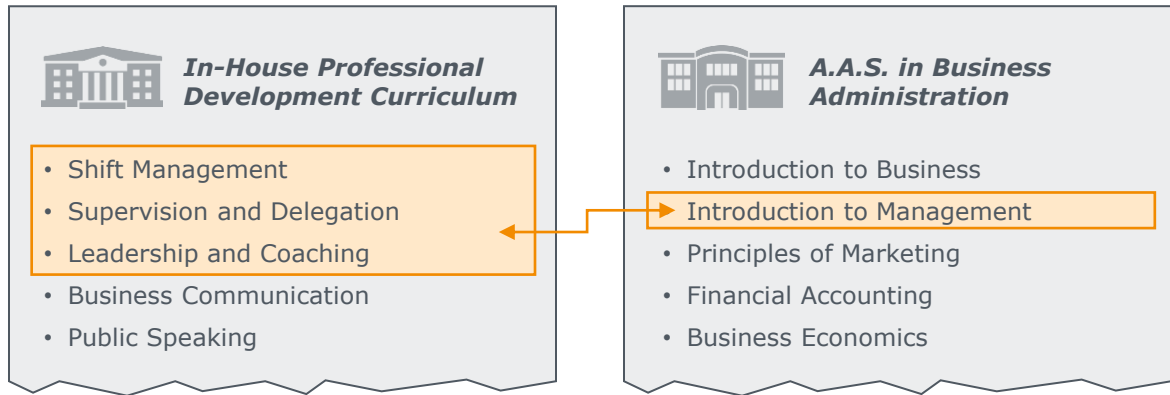 In-House Professional
Development Curriculum
• Shift Management
• Supervision and Delegation
• Leadership and Coaching
• Business Communication
• Public Speaking
A.A.S. in Business
Administration
• Introduction to Business
• Introduction to Management
• Principles of Marketing
• Financial Accounting
• Business Economics